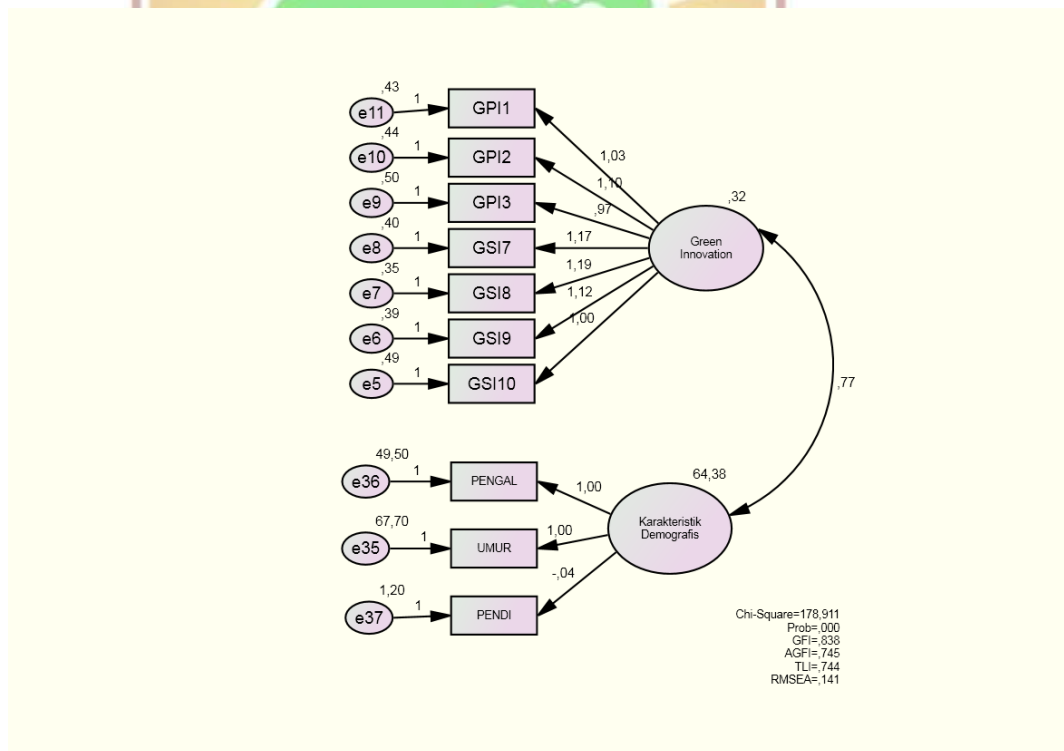 ,43
e11
1
GPI1
,44
e10
1
GPI2
,50
e9
1
GPI3
,40
e8
1
GSI7
,35
e7
1
GSI8
,39
e6
1
GSI9
,49
e5
1
GSI10
1,03
1,10
,97
1,17
1,19
1,12
1,00
,32
Green
Innovation
,77
49,50
e36
1
PENGAL
67,70
e35
1
UMUR
1,20
e37
1
PENDI
1,00
1,00
-,04
64,38
Karakteristik
Demografis
Chi-Square=178,911
Prob=,000
GFI=,838
AGFI=,745
TLI=,744
RMSEA=,141